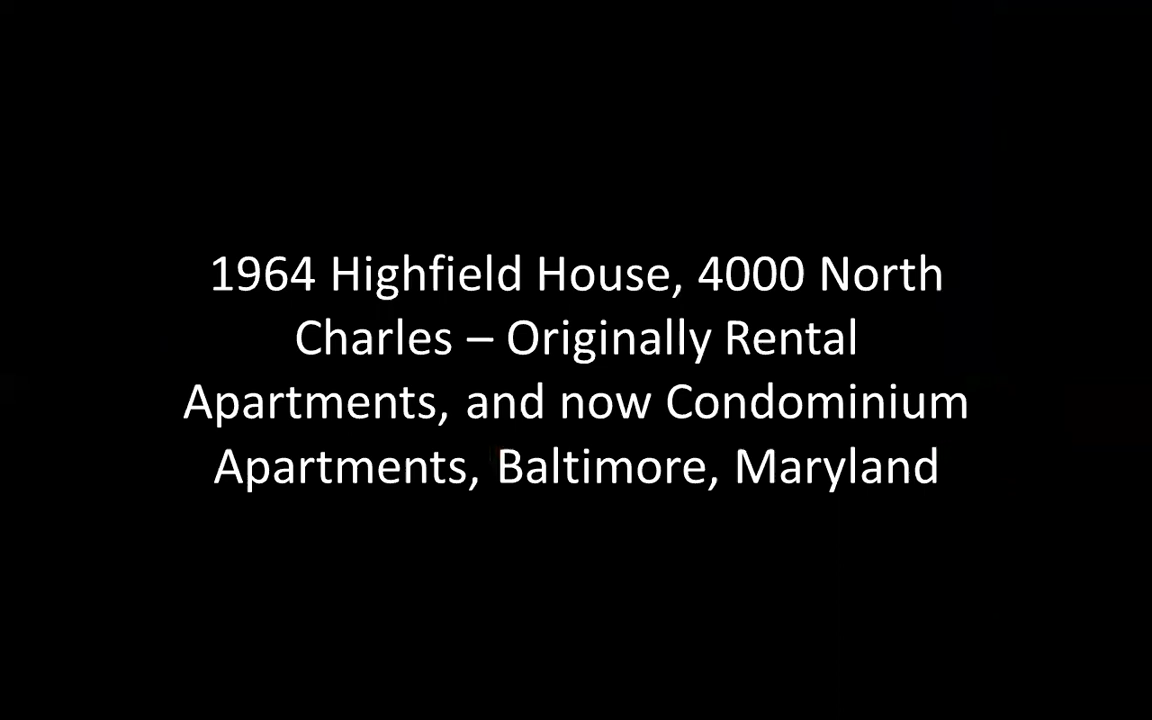 1964 Highfield House, 4000 North
Charles – Originally Rental
Apartments, and now Condominium
Apartments, Baltimore, Maryland